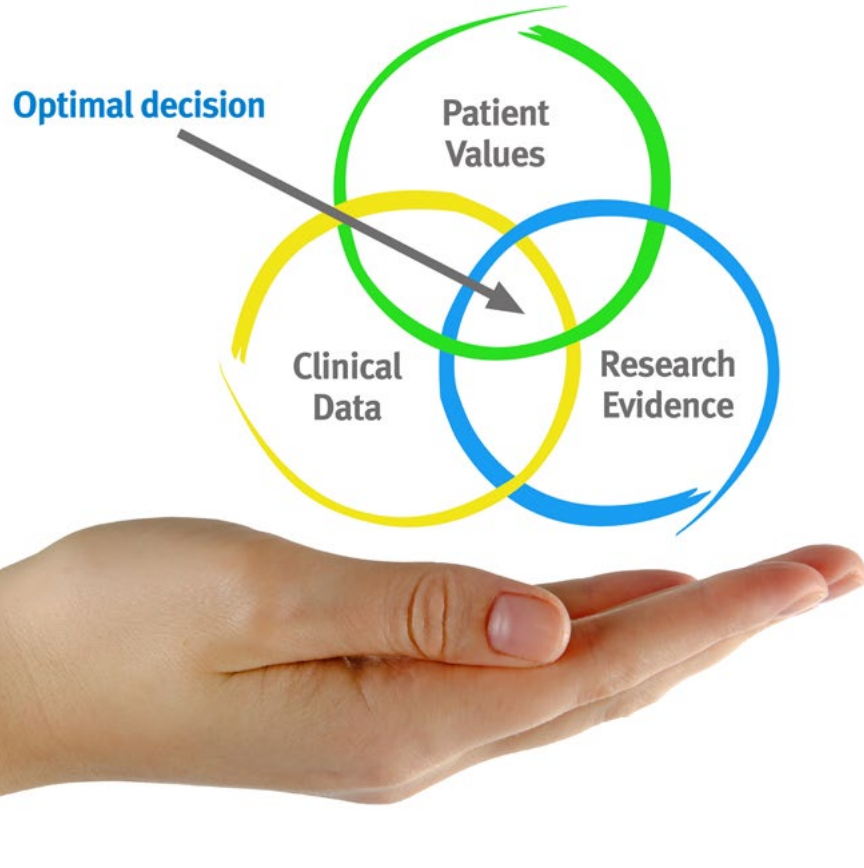 Optimal decision
Patient
Values
Clinical
Data
Research
Evidence